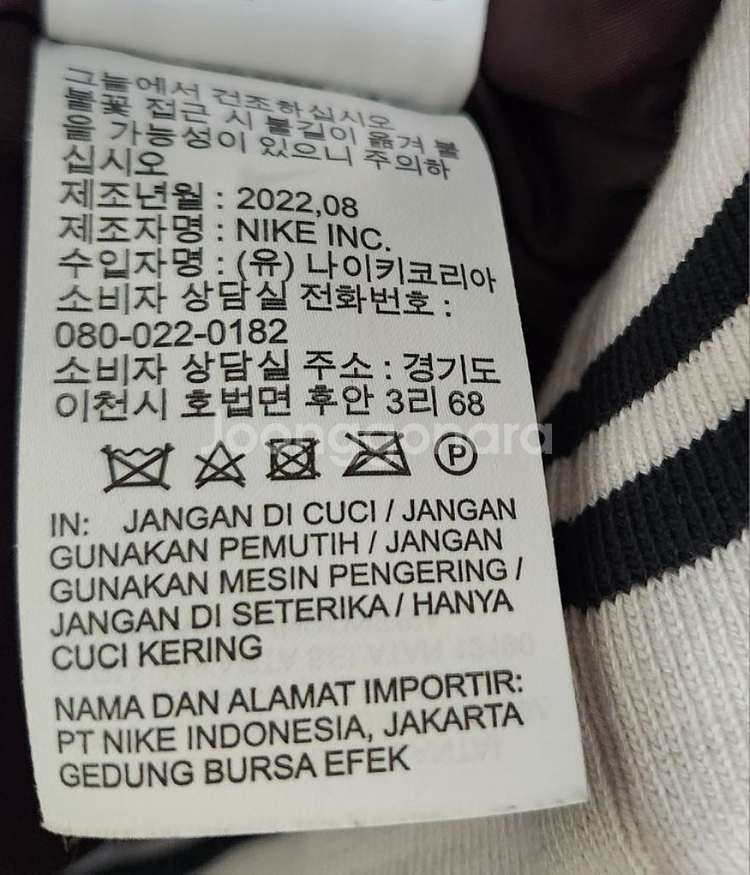 그늘에서 건조하십시오
불꽃 접근 시 불길이 옮겨 붙
을 가능성이 있으니 주의하
십시오
제조년월 : 2022,08
제조자명 : NIKE INC.
수입자명 : (유) 나이키코리아
소비자 상담실 전화번호 :
080-022-0182
소비자 상담실 주소 : 경기도
이천시 호법면 후안 3리 68
Joonggonara
P
IN: JANGAN DI CUCI / JANGAN
GUNAKAN PEMUTIH / JANGAN
GUNAKAN MESIN PENGERING /
JANGAN DI SETERIKA / HANYA
CUCI KERING
NAMA DAN ALAMAT IMPORTIR:
PT NIKE INDONESIA, JAKARTA
GEDUNG BURSA EFEK